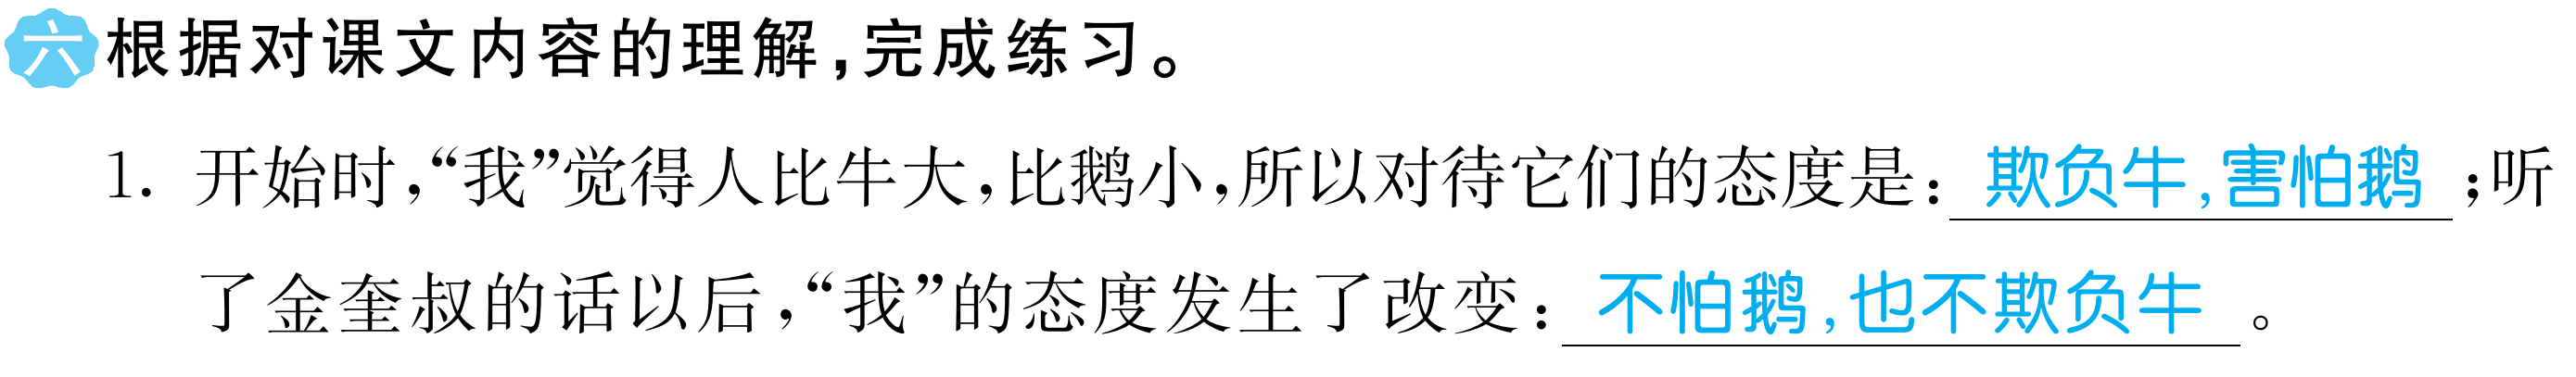 六 根据对课文内容的理解,完成练习。
1. 开始时,“我”觉得人比牛大,比鹅小,所以对待它们的态度是: 欺负牛,害怕鹅 ;听
了金奎叔的话以后,“我”的态度发生了改变: 不怕鹅,也不欺负牛 。